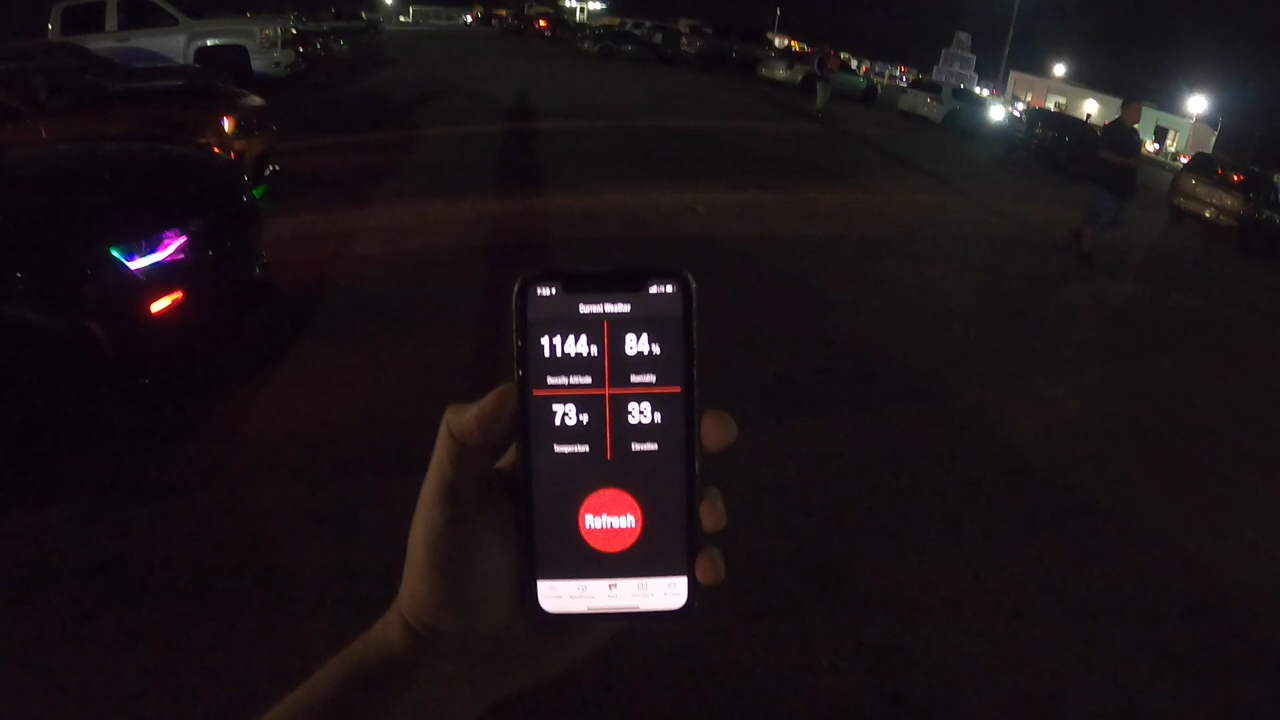 Current Weather
1144 ft 84 %
Density Altitude Humidity
73 °F 33 ft
Temperature Elevation
Refresh